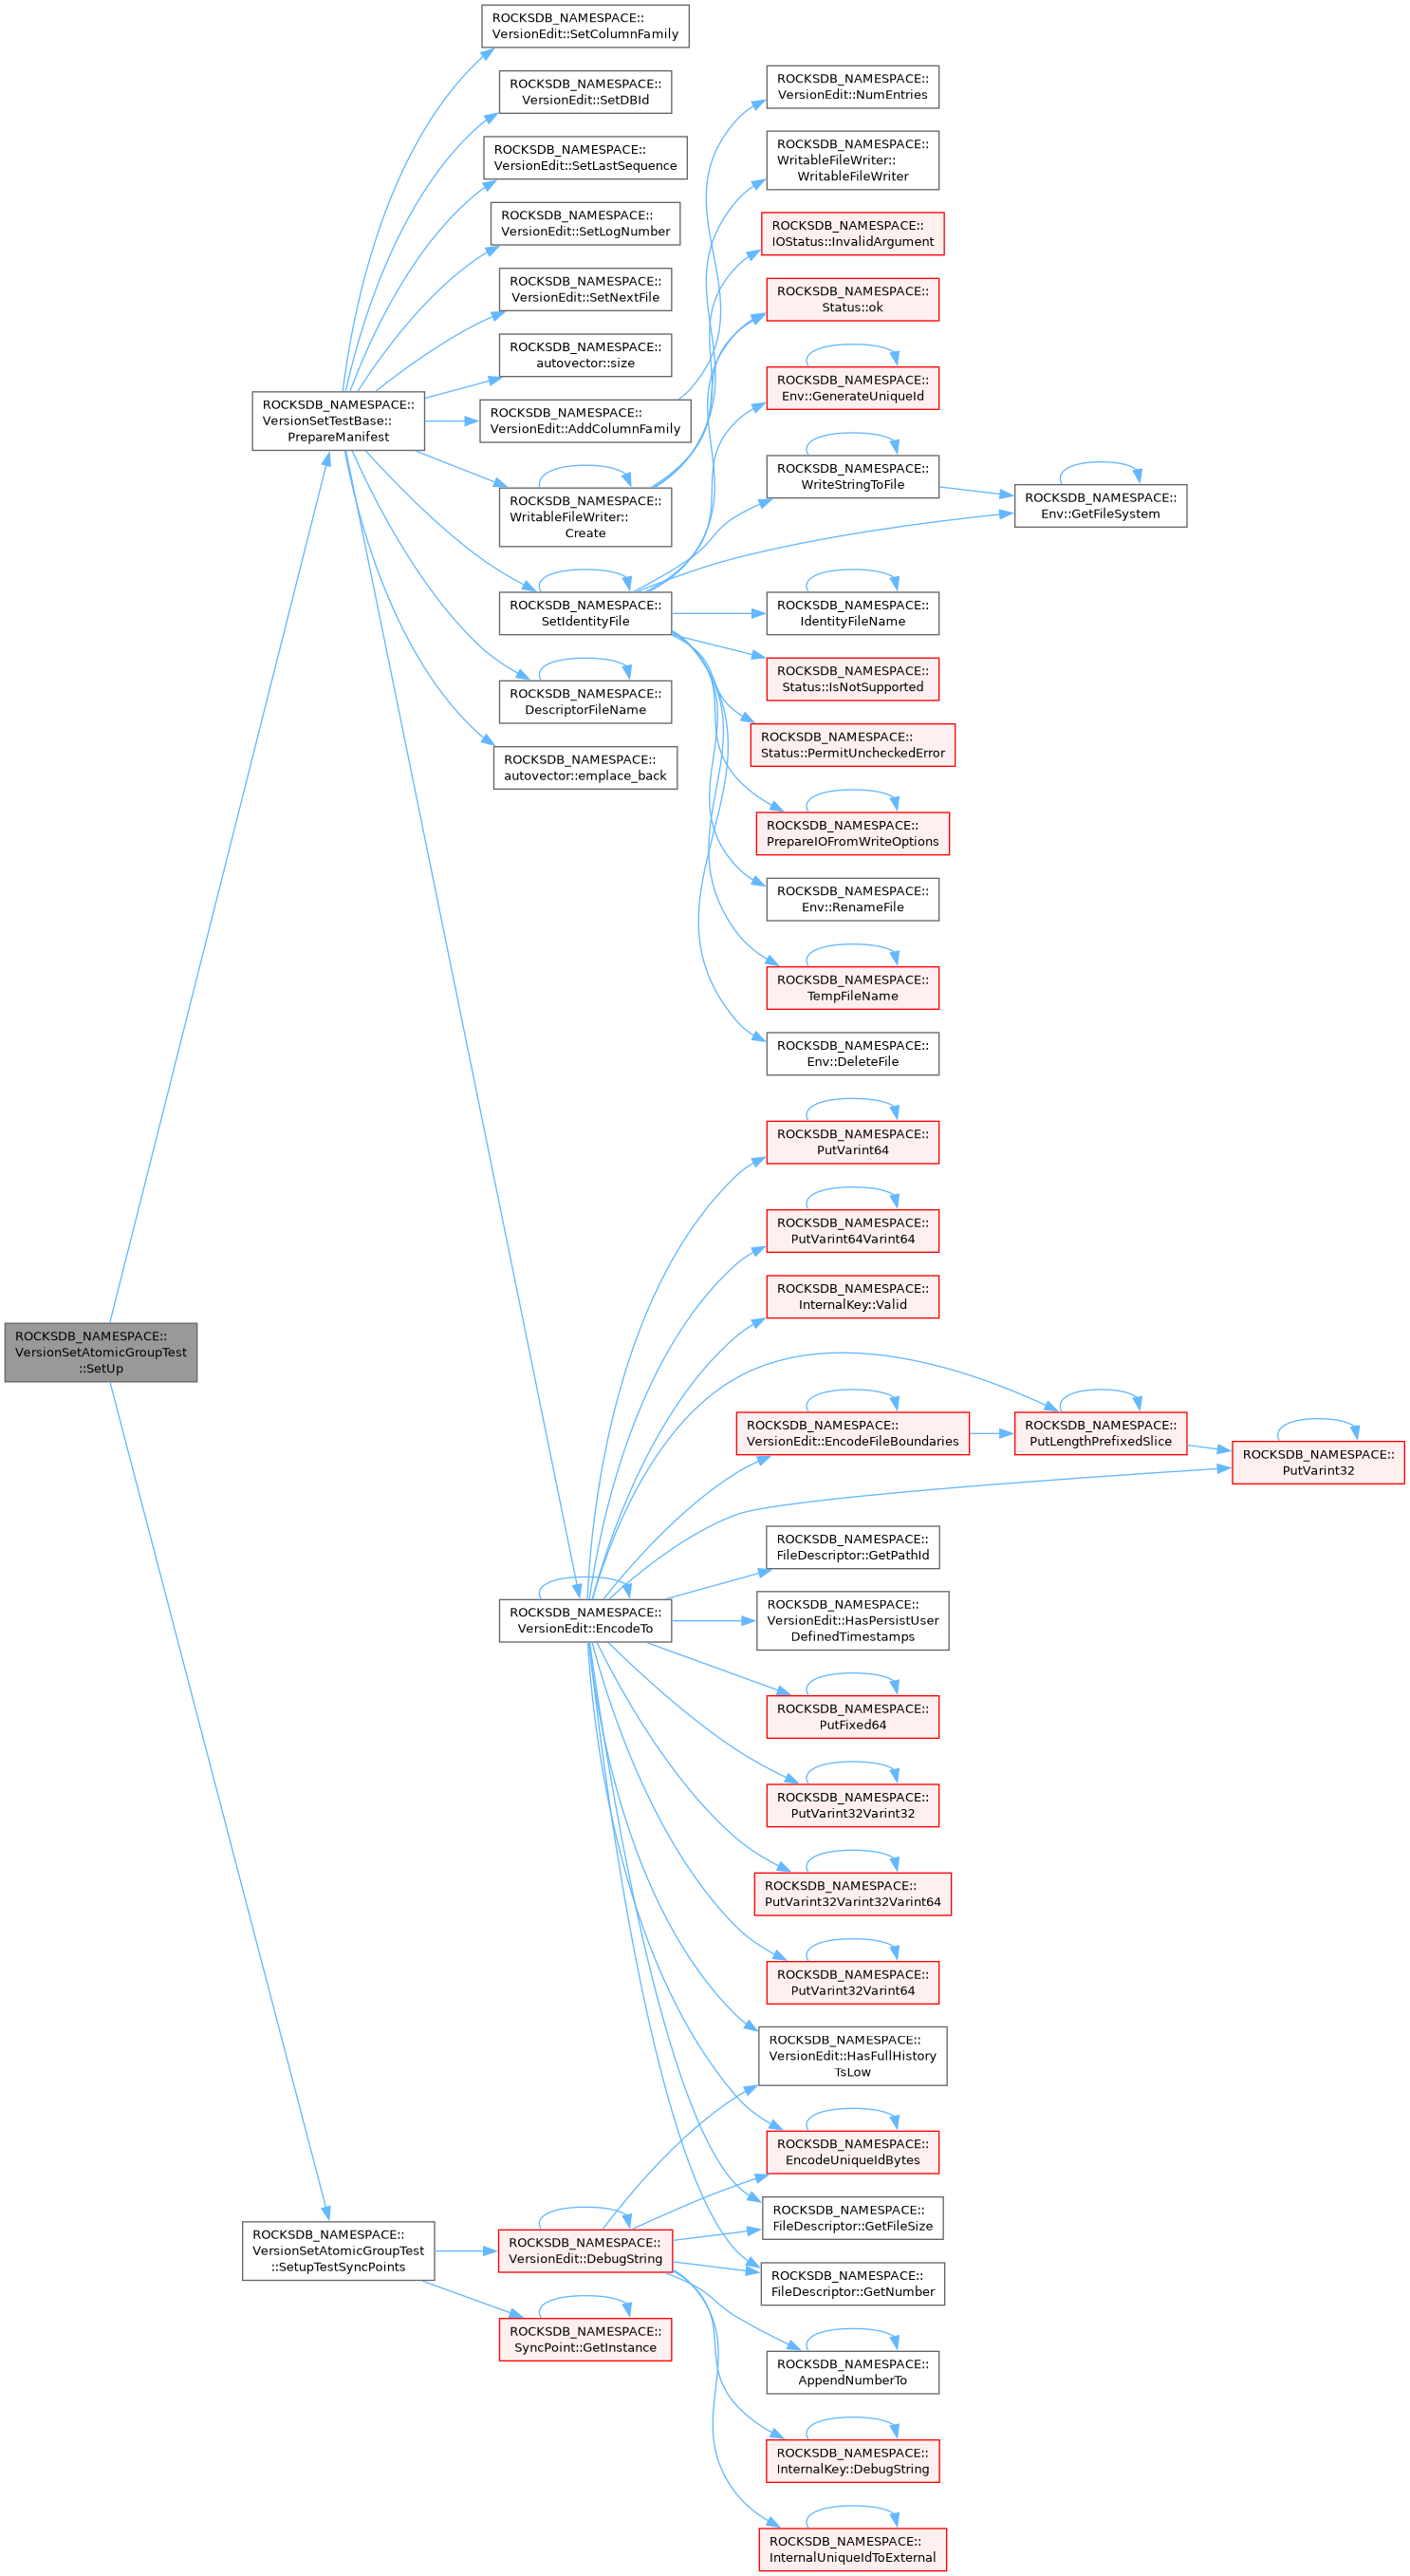 ROCKSDB_NAMESPACE::
VersionEdit::SetColumnFamily
ROCKSDB_NAMESPACE::
VersionEdit::SetDBId
ROCKSDB_NAMESPACE::
VersionEdit::SetLastSequence
ROCKSDB_NAMESPACE::
VersionEdit::SetLogNumber
ROCKSDB_NAMESPACE::
VersionEdit::SetNextFile
ROCKSDB_NAMESPACE::
autovector::size
ROCKSDB_NAMESPACE::
VersionSetTestBase::
PrepareManifest
ROCKSDB_NAMESPACE::
VersionEdit::AddColumnFamily
ROCKSDB_NAMESPACE::
WritableFileWriter::
Create
ROCKSDB_NAMESPACE::
SetIdentityFile
ROCKSDB_NAMESPACE::
DescriptorFileName
ROCKSDB_NAMESPACE::
autovector::emplace_back
ROCKSDB_NAMESPACE::
VersionEdit::NumEntries
ROCKSDB_NAMESPACE::
WritableFileWriter::
WritableFileWriter
ROCKSDB_NAMESPACE::
IOStatus::InvalidArgument
ROCKSDB_NAMESPACE::
Status::ok
ROCKSDB_NAMESPACE::
Env::GenerateUniqueId
ROCKSDB_NAMESPACE::
WriteStringToFile
ROCKSDB_NAMESPACE::
Env::GetFileSystem
ROCKSDB_NAMESPACE::
IdentityFileName
ROCKSDB_NAMESPACE::
Status::IsNotSupported
ROCKSDB_NAMESPACE::
Status::PermitUncheckedError
ROCKSDB_NAMESPACE::
PrepareIOFromWriteOptions
ROCKSDB_NAMESPACE::
Env::RenameFile
ROCKSDB_NAMESPACE::
TempFileName
ROCKSDB_NAMESPACE::
Env::DeleteFile
ROCKSDB_NAMESPACE::
PutVarint64
ROCKSDB_NAMESPACE::
PutVarint64Varint64
ROCKSDB_NAMESPACE::
InternalKey::Valid
ROCKSDB_NAMESPACE::
VersionSetAtomicGroupTest
::SetUp
ROCKSDB_NAMESPACE::
VersionEdit::EncodeFileBoundaries
ROCKSDB_NAMESPACE::
PutLengthPrefixedSlice
ROCKSDB_NAMESPACE::
PutVarint32
ROCKSDB_NAMESPACE::
FileDescriptor::GetPathId
ROCKSDB_NAMESPACE::
VersionEdit::EncodeTo
ROCKSDB_NAMESPACE::
VersionEdit::HasPersistUser
DefinedTimestamps
ROCKSDB_NAMESPACE::
PutFixed64
ROCKSDB_NAMESPACE::
PutVarint32Varint32
ROCKSDB_NAMESPACE::
PutVarint32Varint32Varint64
ROCKSDB_NAMESPACE::
PutVarint32Varint64
ROCKSDB_NAMESPACE::
VersionEdit::HasFullHistory
TsLow
ROCKSDB_NAMESPACE::
EncodeUniqueIdBytes
ROCKSDB_NAMESPACE::
FileDescriptor::GetFileSize
ROCKSDB_NAMESPACE::
VersionSetAtomicGroupTest
::SetupTestSyncPoints
ROCKSDB_NAMESPACE::
VersionEdit::DebugString
ROCKSDB_NAMESPACE::
FileDescriptor::GetNumber
ROCKSDB_NAMESPACE::
SyncPoint::GetInstance
ROCKSDB_NAMESPACE::
AppendNumberTo
ROCKSDB_NAMESPACE::
InternalKey::DebugString
ROCKSDB_NAMESPACE::
InternalUniqueIdToExternal